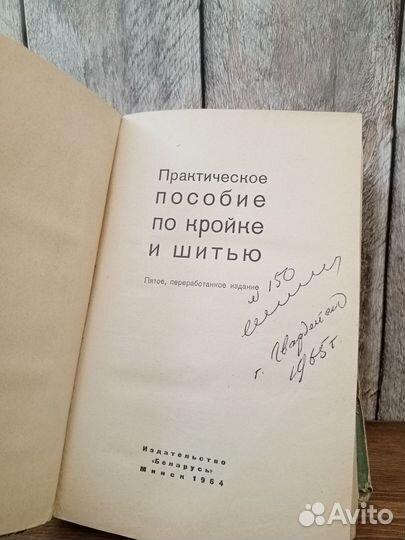 Практическое
пособие
по кройке
и шитью
Пятое, переработанное издание
№ 150
г. Гвардейск
1965 г.
Издательство
«Беларусь»
Минск 1964
Avito